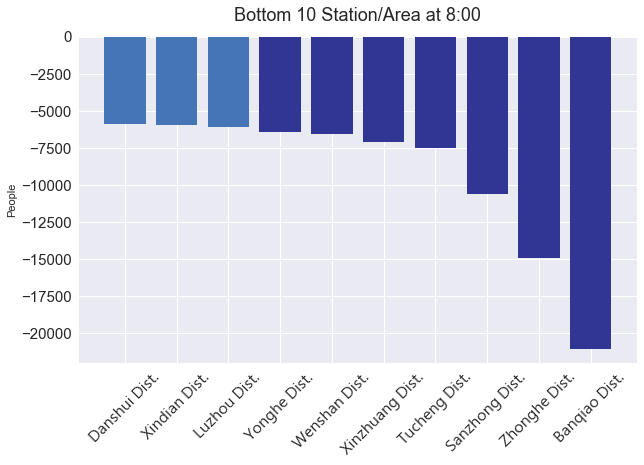 Bottom 10 Station/Area at 8:00
0
−2500
−5000
−7500
−10000
−12500
−15000
−17500
−20000
People
Danshui Dist.
Xindian Dist.
Luzhou Dist.
Yonghe Dist.
Wenshan Dist.
Xinzhuang Dist.
Tucheng Dist.
Sanzhong Dist.
Zhonghe Dist.
Banqiao Dist.